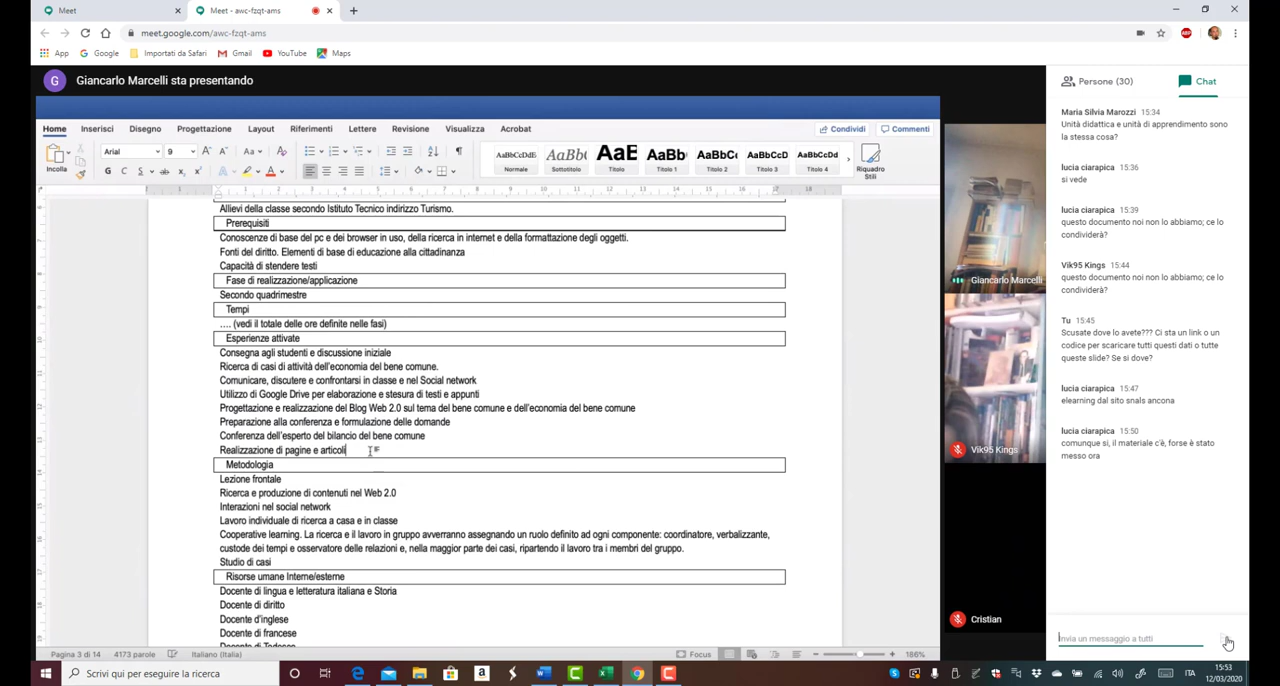 Meet
Meet - awc-fzqt-ams
meet.google.com/awc-fzqt-ams
App Google Importati da Safari Gmail YouTube Maps
G Giancarlo Marcelli sta presentando
Persone (30) Chat
Home Inserisci Disegno Progettazione Layout Riferimenti Lettere Revisione Visualizza Acrobat Condividi Commenti
Incolla
Arial 9
AaBbCcDdE AaBbC AaB AaBb AaBbCc AaBbCcD AaBbCcDd
Normale Sottotitolo Titolo Titolo 1 Titolo 2 Titolo 3 Titolo 4
Riquadro
Stili
Allievi della classe secondo Istituto Tecnico indirizzo Turismo.
Prerequisiti
Conoscenze di base del pc e dei browser in uso, della ricerca in internet e della formattazione degli oggetti.
Fonti del diritto. Elementi di base di educazione alla cittadinanza
Capacità di stendere testi
Fase di realizzazione/applicazione
Secondo quadrimestre
Tempi
.... (vedi il totale delle ore definite nelle fasi)
Esperienze attivate
Consegna agli studenti e discussione iniziale
Ricerca di casi di attività dell'economia del bene comune.
Comunicare, discutere e confrontarsi in classe e nel Social network
Utilizzo di Google Drive per elaborazione e stesura di testi e appunti
Progettazione e realizzazione del Blog Web 2.0 sul tema del bene comune e dell'economia del bene comune
Preparazione alla conferenza e formulazione delle domande
Conferenza dell'esperto del bilancio del bene comune
Realizzazione di pagine e articoli
Metodologia
Lezione frontale
Ricerca e produzione di contenuti nel Web 2.0
Interazioni nel social network
Lavoro individuale di ricerca a casa e in classe
Cooperative learning. La ricerca e il lavoro in gruppo avverranno assegnando un ruolo definito ad ogni componente: coordinatore, verbalizzante,
custode dei tempi e osservatore delle relazioni e, nella maggior parte dei casi, ripartendo il lavoro tra i membri del gruppo.
Studio di casi
Risorse umane Interne/esterne
Docente di lingua e letteratura italiana e Storia
Docente di diritto
Docente d'inglese
Docente di francese
Docente di Tedesco
Pagina 3 di 14 4173 parole Italiano (Italia) Focus 186%
Giancarlo Marcelli
Vik95 Kings
Cristian
Maria Silvia Marozzi 15:34
Unità didattica e unità di apprendimento sono
la stessa cosa?
lucia ciarapica 15:36
si vede
lucia ciarapica 15:39
questo documento noi non lo abbiamo; ce lo
condividerà?
Vik95 Kings 15:44
questo documento noi non lo abbiamo; ce lo
condividerà?
Tu 15:45
Scusate dove lo avete??? Ci sta un link o un
codice per scaricare tutti questi dati o tutte
queste slide? Se si dove?
lucia ciarapica 15:47
elearning dal sito snals ancona
lucia ciarapica 15:50
comunque si, il materiale c'è, forse è stato
messo ora
Invia un messaggio a tutti
Scrivi qui per eseguire la ricerca
ITA
15:53
12/03/2020